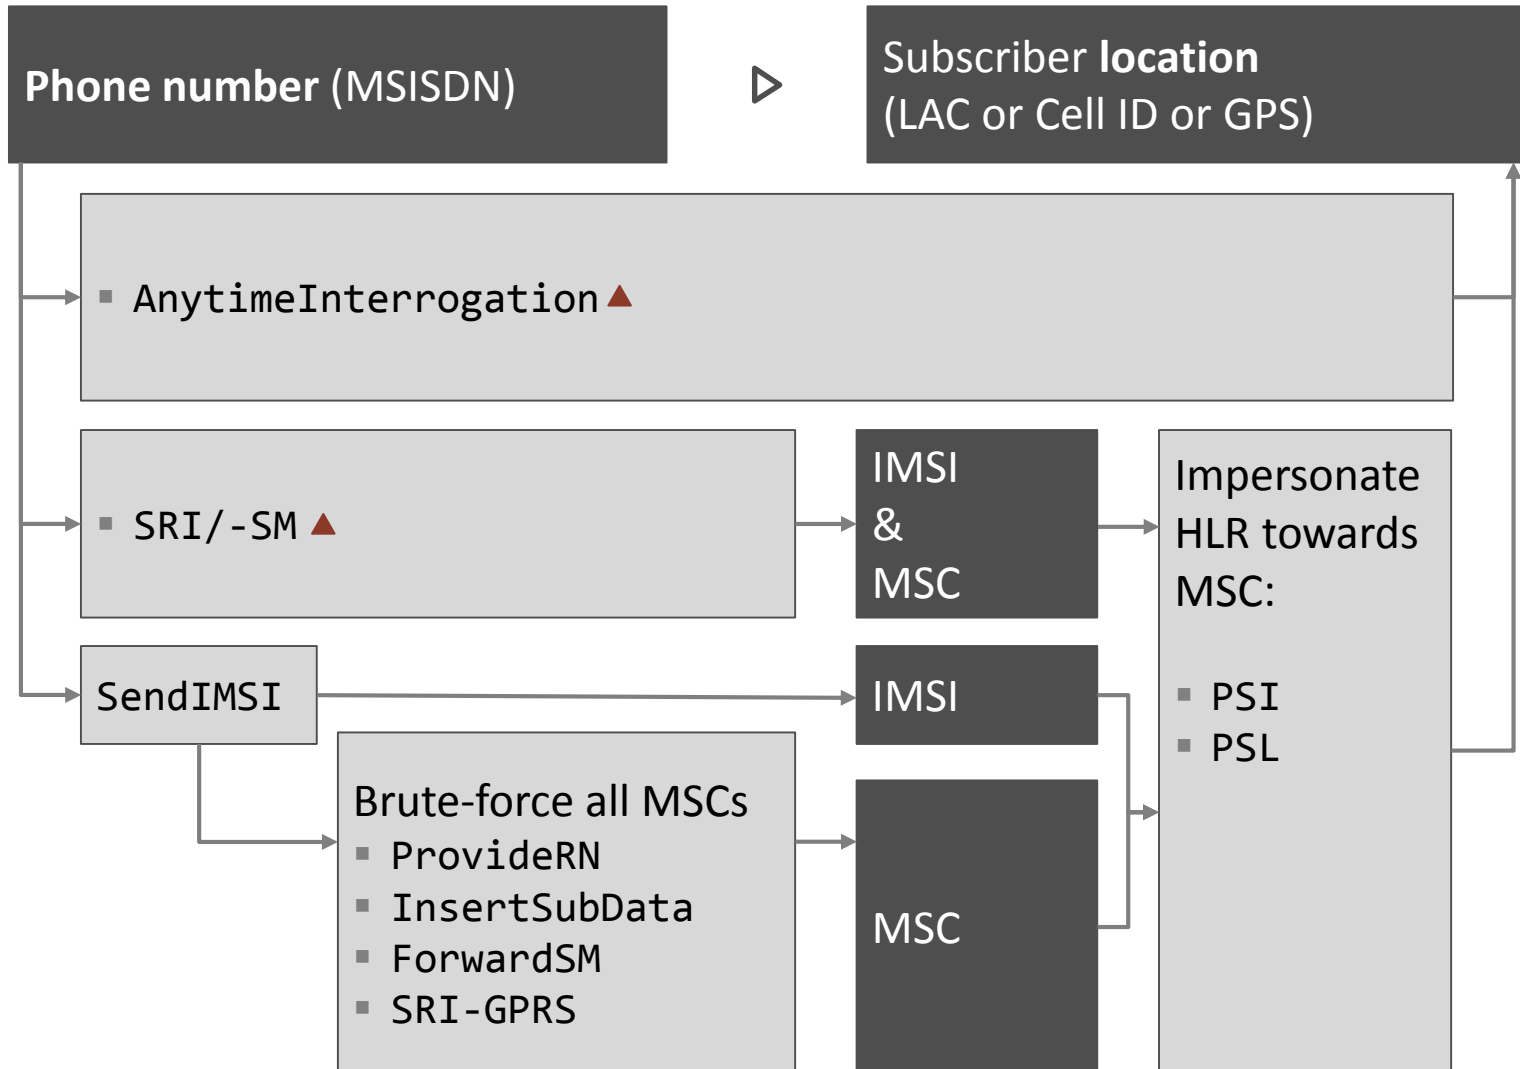 Phone number (MSISDN)
Subscriber location
(LAC or Cell ID or GPS)
AnytimeInterrogation
SRI/-SM
IMSI
&
MSC
Impersonate
HLR towards
MSC:
PSI
PSL
SendIMSI
IMSI
Brute-force all MSCs
ProvideRN
InsertSubData
ForwardSM
SRI-GPRS
MSC